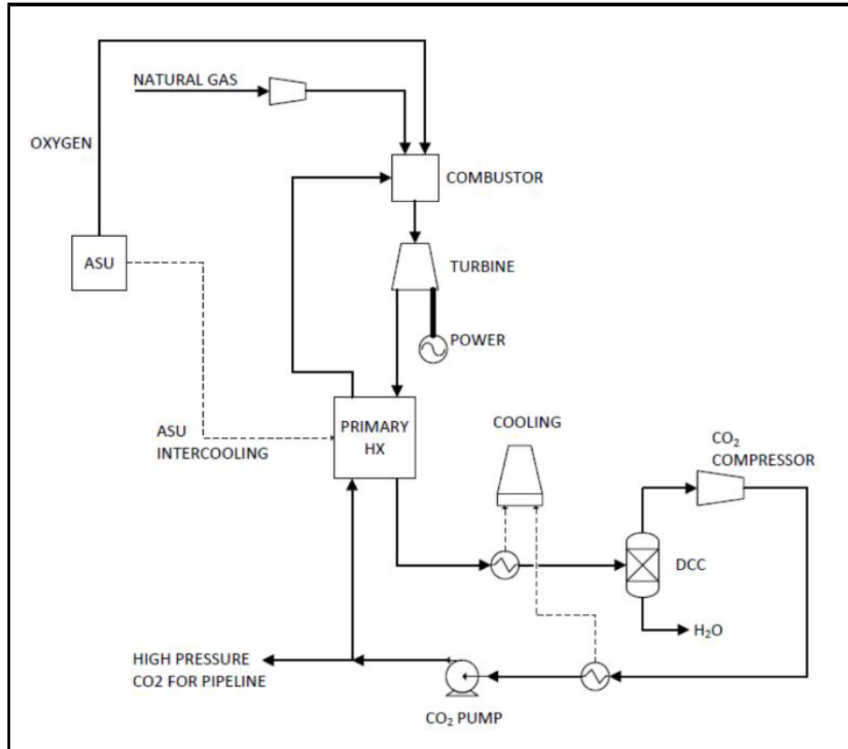 NATURAL GAS
OXYGEN
COMBUSTOR
ASU
TURBINE
POWER
ASU
INTERCOOLING
PRIMARY
HX
COOLING
CO₂
COMPRESSOR
DCC
H₂O
HIGH PRESSURE
CO2 FOR PIPELINE
CO₂ PUMP